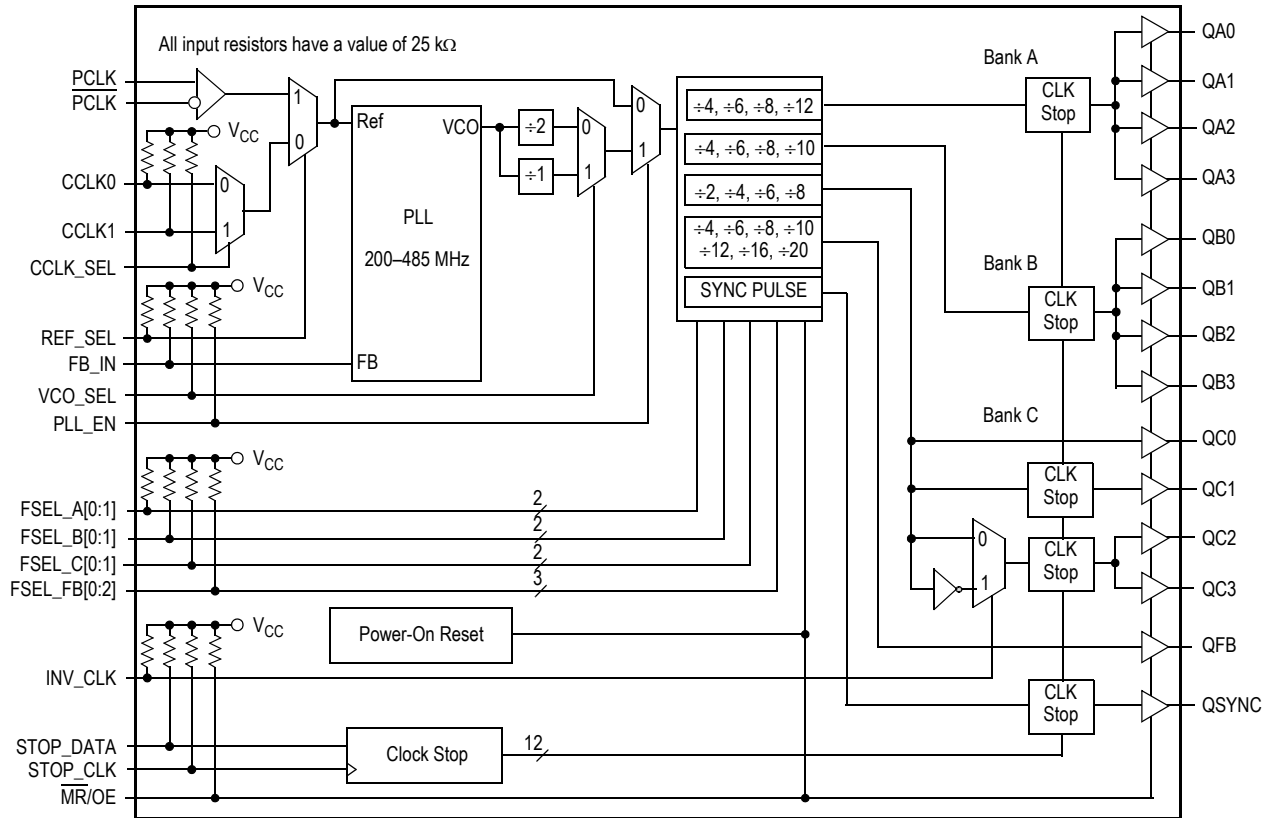 All input resistors have a value of 25 kΩ
PCLK
PCLK
1
0
VCC
CCLK0
CCLK1
CCLK_SEL
0
1
VCC
REF_SEL
FB_IN
VCO_SEL
PLL_EN
Ref
VCO
PLL
200–485 MHz
FB
÷2
÷1
0
1
0
1
÷4, ÷6, ÷8, ÷12
÷4, ÷6, ÷8, ÷10
÷2, ÷4, ÷6, ÷8
÷4, ÷6, ÷8, ÷10
÷12, ÷16, ÷20
SYNC PULSE
Bank A
CLK
Stop
QA0
QA1
QA2
QA3
Bank B
CLK
Stop
QB0
QB1
QB2
QB3
Bank C
QC0
CLK
Stop
QC1
0
1
CLK
Stop
QC2
QC3
QFB
CLK
Stop
QSYNC
VCC
FSEL_A[0:1]
2
FSEL_B[0:1]
2
FSEL_C[0:1]
2
FSEL_FB[0:2]
3
VCC
Power-On Reset
INV_CLK
STOP_DATA
STOP_CLK
MR/OE
Clock Stop
12